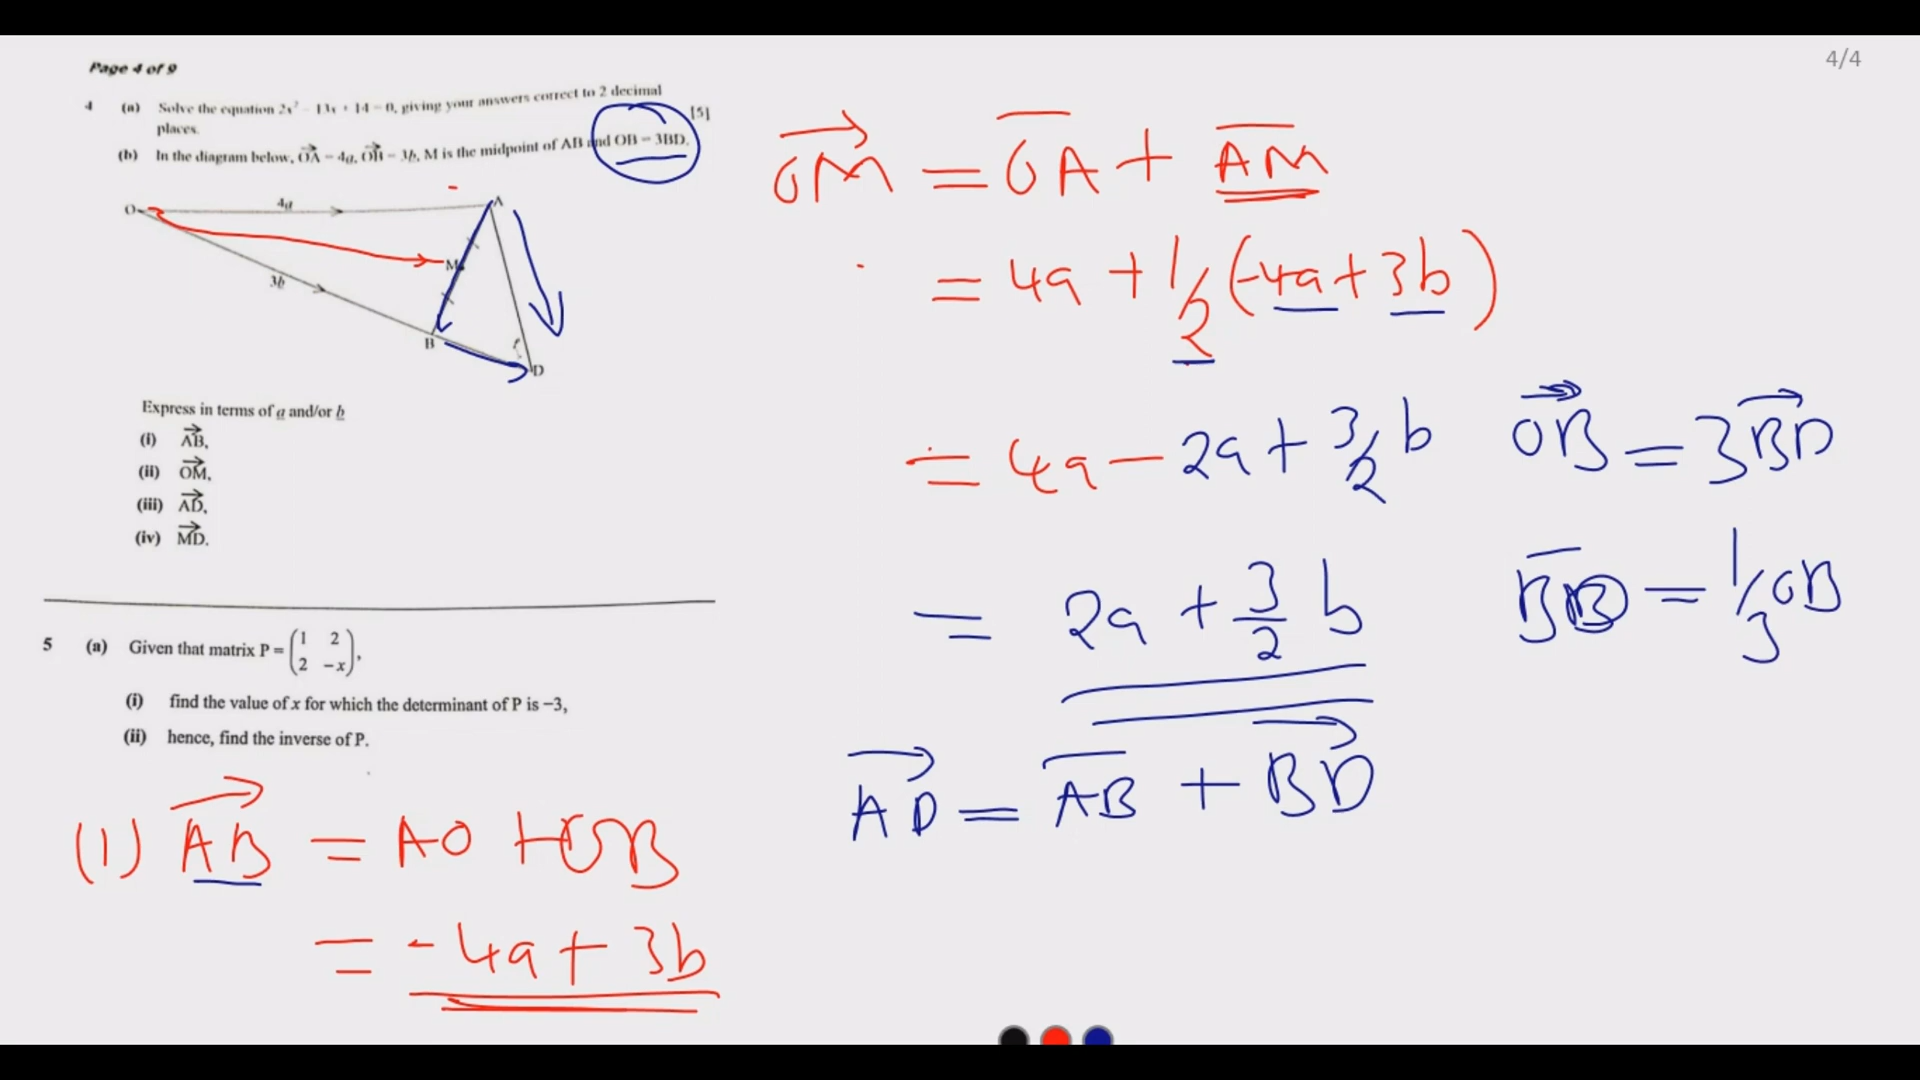 4/4
Page 4 of 9
4 (a) Solve the equation 2x² − 13x + 14 = 0, giving your answers correct to 2 decimal places. [5]
(b) In the diagram below, OA = 4a, OB = 3b, M is the midpoint of AB and OB = 3BD.
O
4a
A
M
3b
B
D
Express in terms of a and/or b
(i) AB,
(ii) OM,
(iii) AD,
(iv) MD.
5 (a) Given that matrix P = (1 2
2 −x),
(i) find the value of x for which the determinant of P is −3,
(ii) hence, find the inverse of P.
(1) AB = AO + OB
= -4a + 3b
OM = OA + AM
= 4a + 1/2 (-4a + 3b)
= 4a − 2a + 3/2 b
= 2a + 3/2 b
OB = 3BD
BD = 1/3 OB
AD = AB + BD